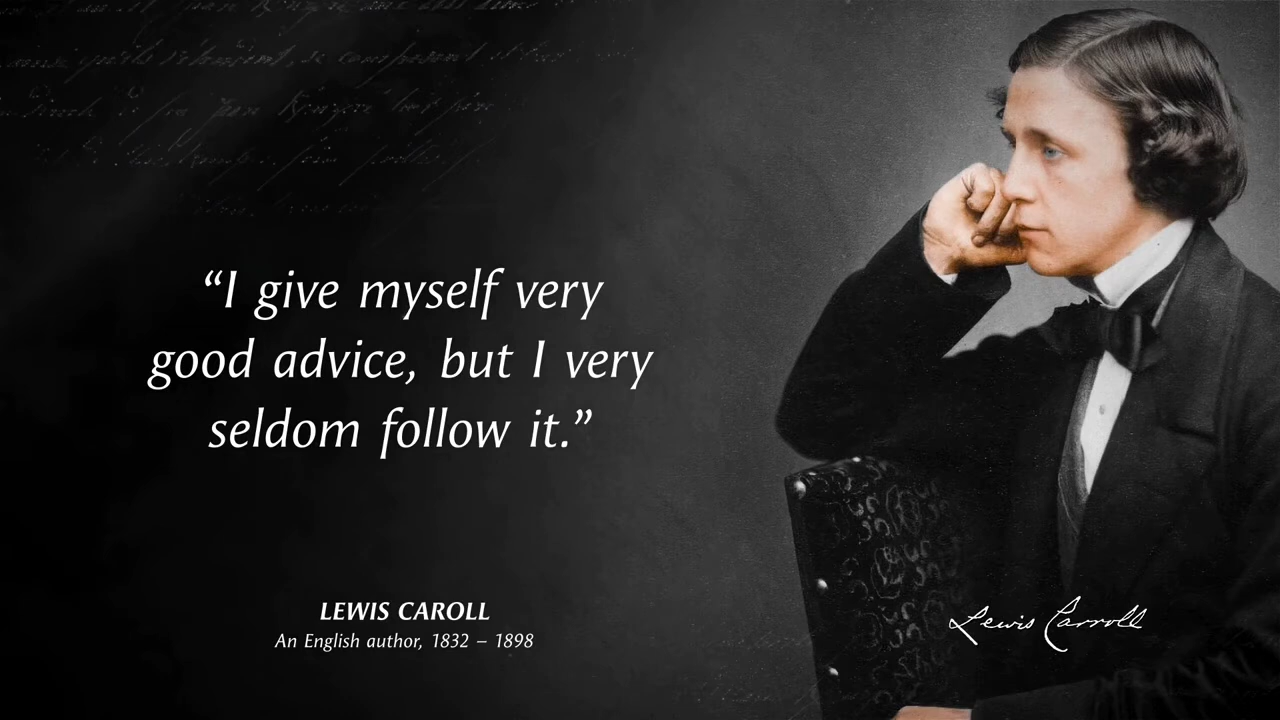 “I give myself very
good advice, but I very
seldom follow it.”
LEWIS CAROLL
An English author, 1832 – 1898
Lewis Carroll